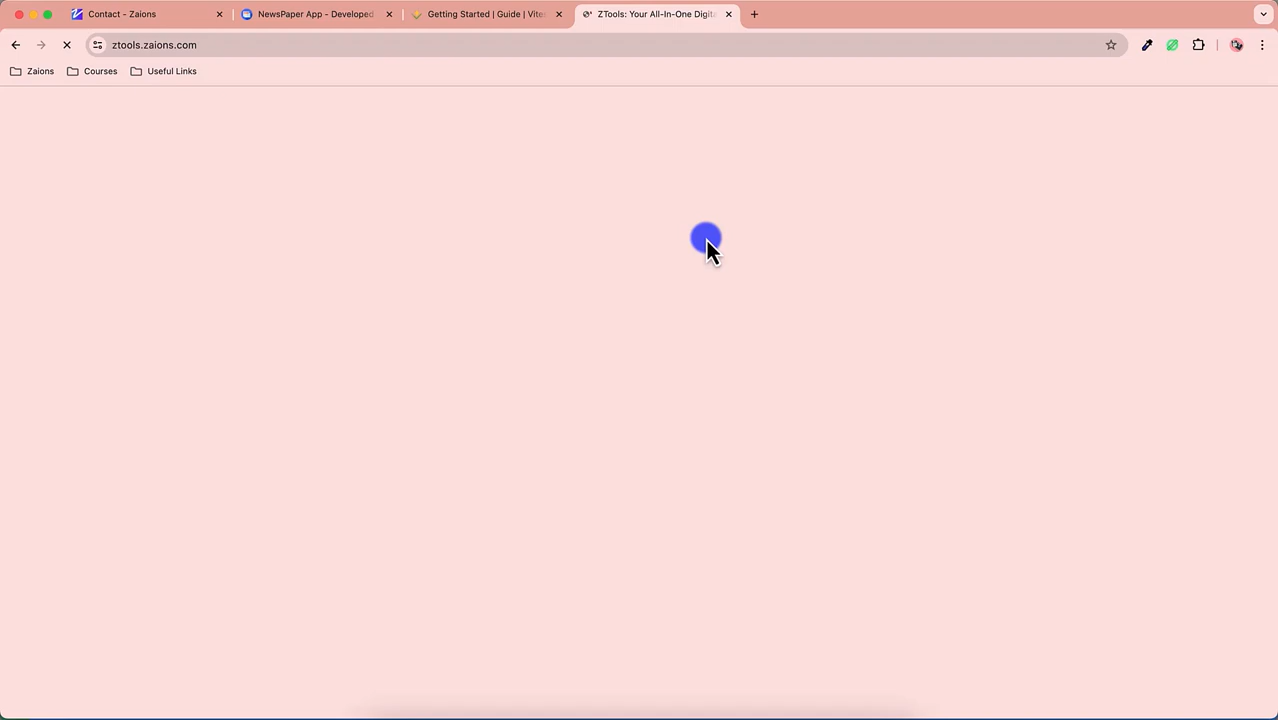 Contact - Zaions
NewsPaper App - Developed
Getting Started | Guide | Vite
ZTools: Your All-In-One Digit
ztools.zaions.com
Zaions
Courses
Useful Links